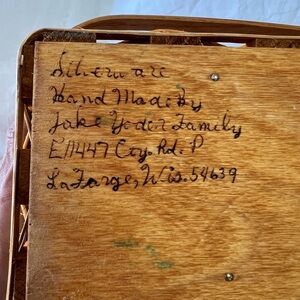 Silverware
Hand Made by
Jake Yoder Family
E11447 Cty. Rd. P
LaFarge, Wis. 54639